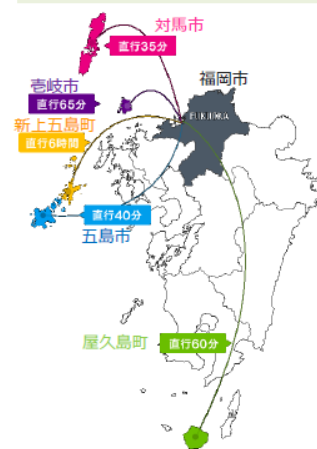 対馬市
直行35分
福岡市
壱岐市
直行65分
FUKUOKA
新上五島町
直行6時間
直行40分
五島市
屋久島町
直行60分